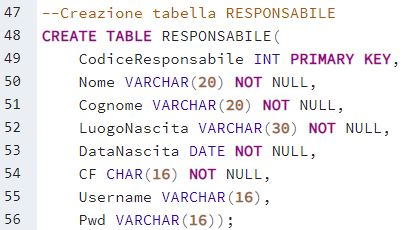 47 --Creazione tabella RESPONSABILE
48 CREATE TABLE RESPONSABILE(
49 CodiceResponsabile INT PRIMARY KEY,
50 Nome VARCHAR(20) NOT NULL,
51 Cognome VARCHAR(20) NOT NULL,
52 LuogoNascita VARCHAR(30) NOT NULL,
53 DataNascita DATE NOT NULL,
54 CF CHAR(16) NOT NULL,
55 Username VARCHAR(16),
56 Pwd VARCHAR(16));